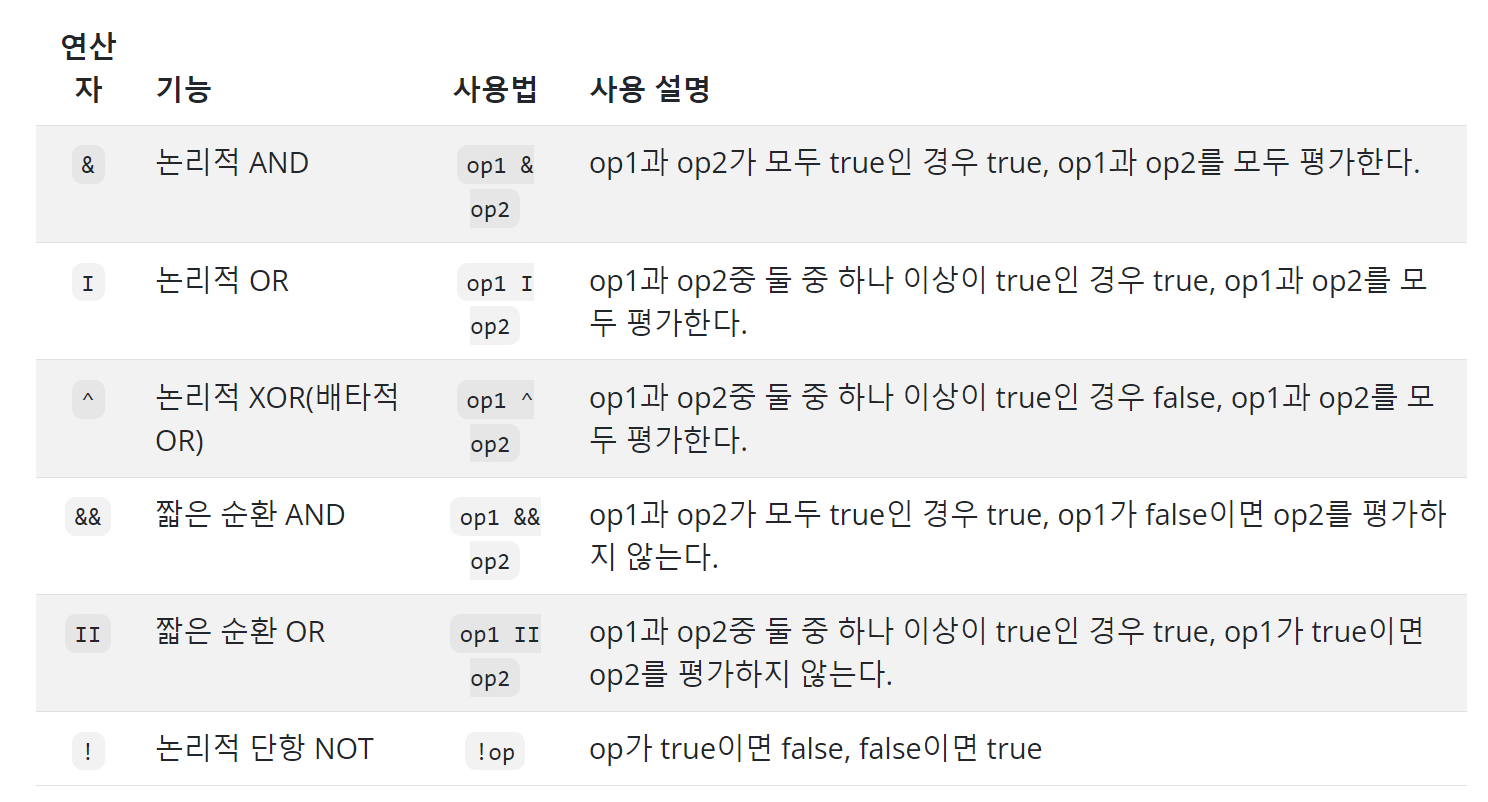 연산
자 기능 사용법 사용 설명
& 논리적 AND op1 & op1과 op2가 모두 true인 경우 true, op1과 op2를 모두 평가한다.
op2
I 논리적 OR op1 I op1과 op2중 둘 중 하나 이상이 true인 경우 true, op1과 op2를 모
op2 두 평가한다.
^ 논리적 XOR(배타적 op1 ^ op1과 op2중 둘 중 하나 이상이 true인 경우 false, op1과 op2를 모
OR) op2 두 평가한다.
&& 짧은 순환 AND op1 && op1과 op2가 모두 true인 경우 true, op1가 false이면 op2를 평가하
op2 지 않는다.
II 짧은 순환 OR op1 II op1과 op2중 둘 중 하나 이상이 true인 경우 true, op1가 true이면
op2 op2를 평가하지 않는다.
! 논리적 단항 NOT !op op가 true이면 false, false이면 true